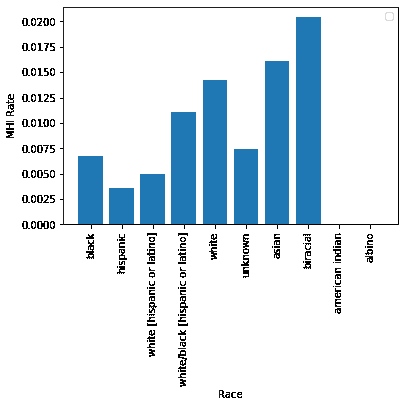 0.0200
0.0175
0.0150
0.0125
0.0100
0.0075
0.0050
0.0025
0.0000
MHI Rate
black
hispanic
white [hispanic or latino]
white/black [hispanic or latino]
white
unknown
asian
biracial
american indian
albino
Race